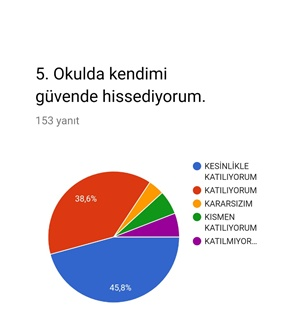 5. Okulda kendimi
güvende hissediyorum.
153 yanıt
KESİNLİKLE
KATILIYORUM
KATILIYORUM
KARARSIZIM
KISMEN
KATILIYORUM
KATILMIYOR...
38,6%
45,8%